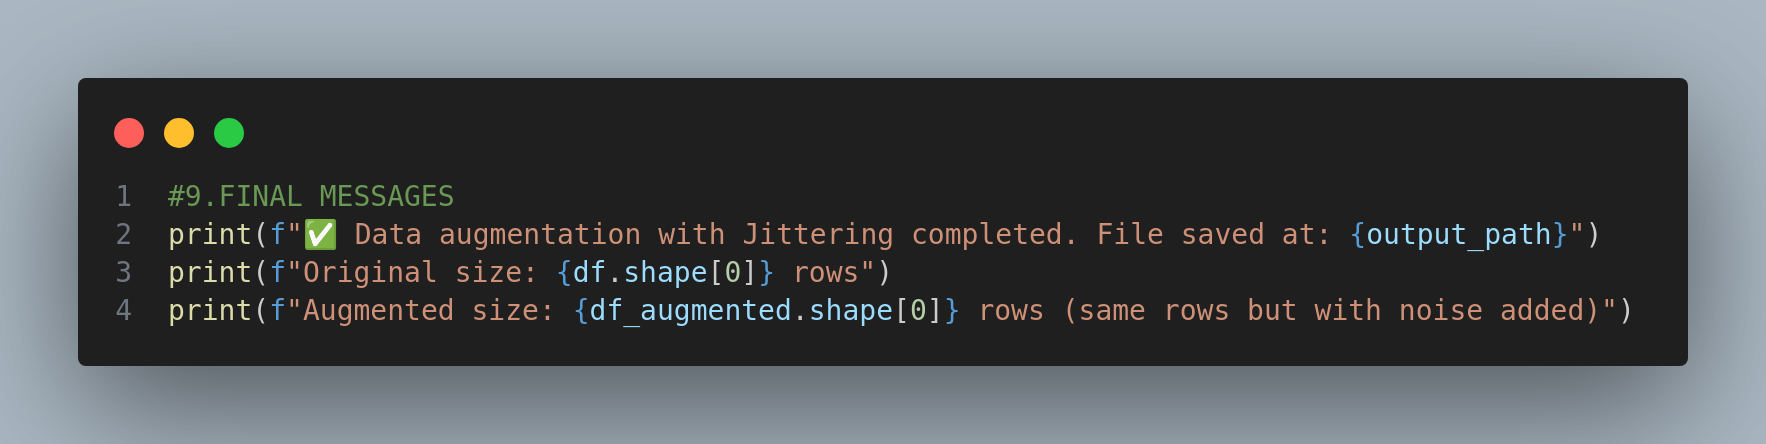 1 #9.FINAL MESSAGES
2 print(f"✅ Data augmentation with Jittering completed. File saved at: {output_path}")
3 print(f"Original size: {df.shape[0]} rows")
4 print(f"Augmented size: {df_augmented.shape[0]} rows (same rows but with noise added)")